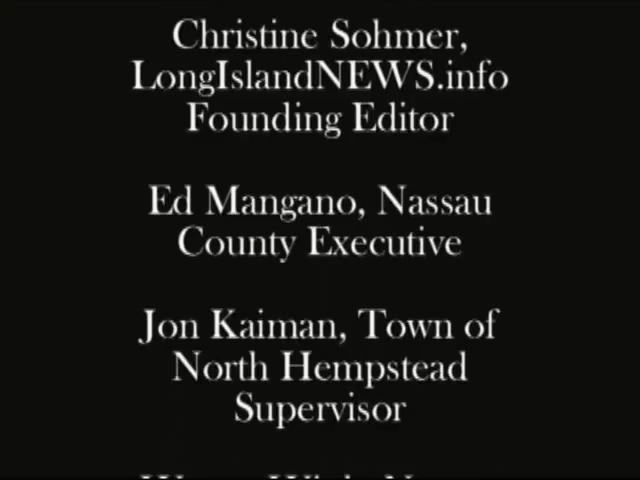 Christine Sohmer,
LongIslandNEWS.info
Founding Editor
Ed Mangano, Nassau
County Executive
Jon Kaiman, Town of
North Hempstead
Supervisor